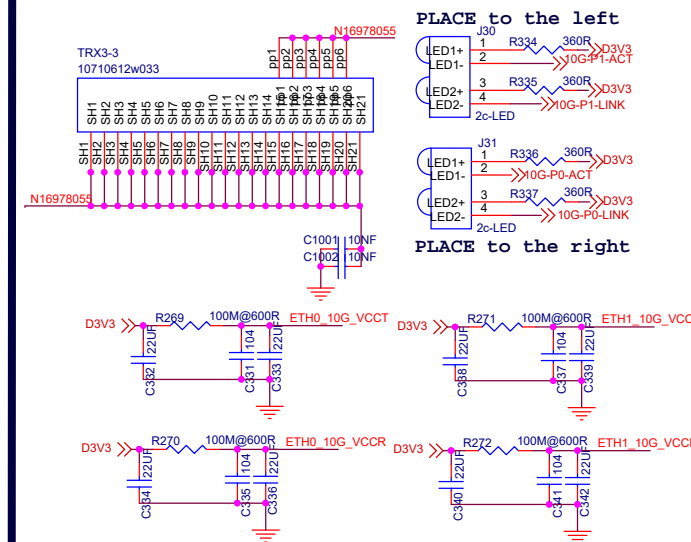 PLACE to the left
N16978055
pp1
pp2
pp3
pp4
pp5
pp6
TRX3-3
10710612w033
SH1
SH2
SH3
SH4
SH5
SH6
SH7
SH8
SH9
SH10
SH11
SH12
SH13
SH14
SH21
SH1
SH2
SH3
SH4
SH5
SH6
SH7
SH8
SH9
SH10
SH11
SH12
SH13
SH14
SH15
SH16
SH17
SH18
SH19
SH20
SH21
N16978055
C1001 10NF
C1002 10NF
J30
LED1+ 1 R334 360R D3V3
LED1- 2 10G-P1-ACT
LED2+ 3 R335 360R D3V3
LED2- 4 10G-P1-LINK
2c-LED
J31
LED1+ 1 R336 360R D3V3
LED1- 2 10G-P0-ACT
LED2+ 3 R337 360R D3V3
LED2- 4 10G-P0-LINK
2c-LED
PLACE to the right
D3V3 R269 100M@600R ETH0_10G_VCCT
C332 22UF
C331 104
C333 22UF
D3V3 R271 100M@600R ETH1_10G_VCC
C338 22UF
C337 104
C339 22UF
D3V3 R270 100M@600R ETH0_10G_VCCR
C334 22UF
C335 104
C336 22UF
D3V3 R272 100M@600R ETH1_10G_VCC
C340 22UF
C341 104
C342 22UF